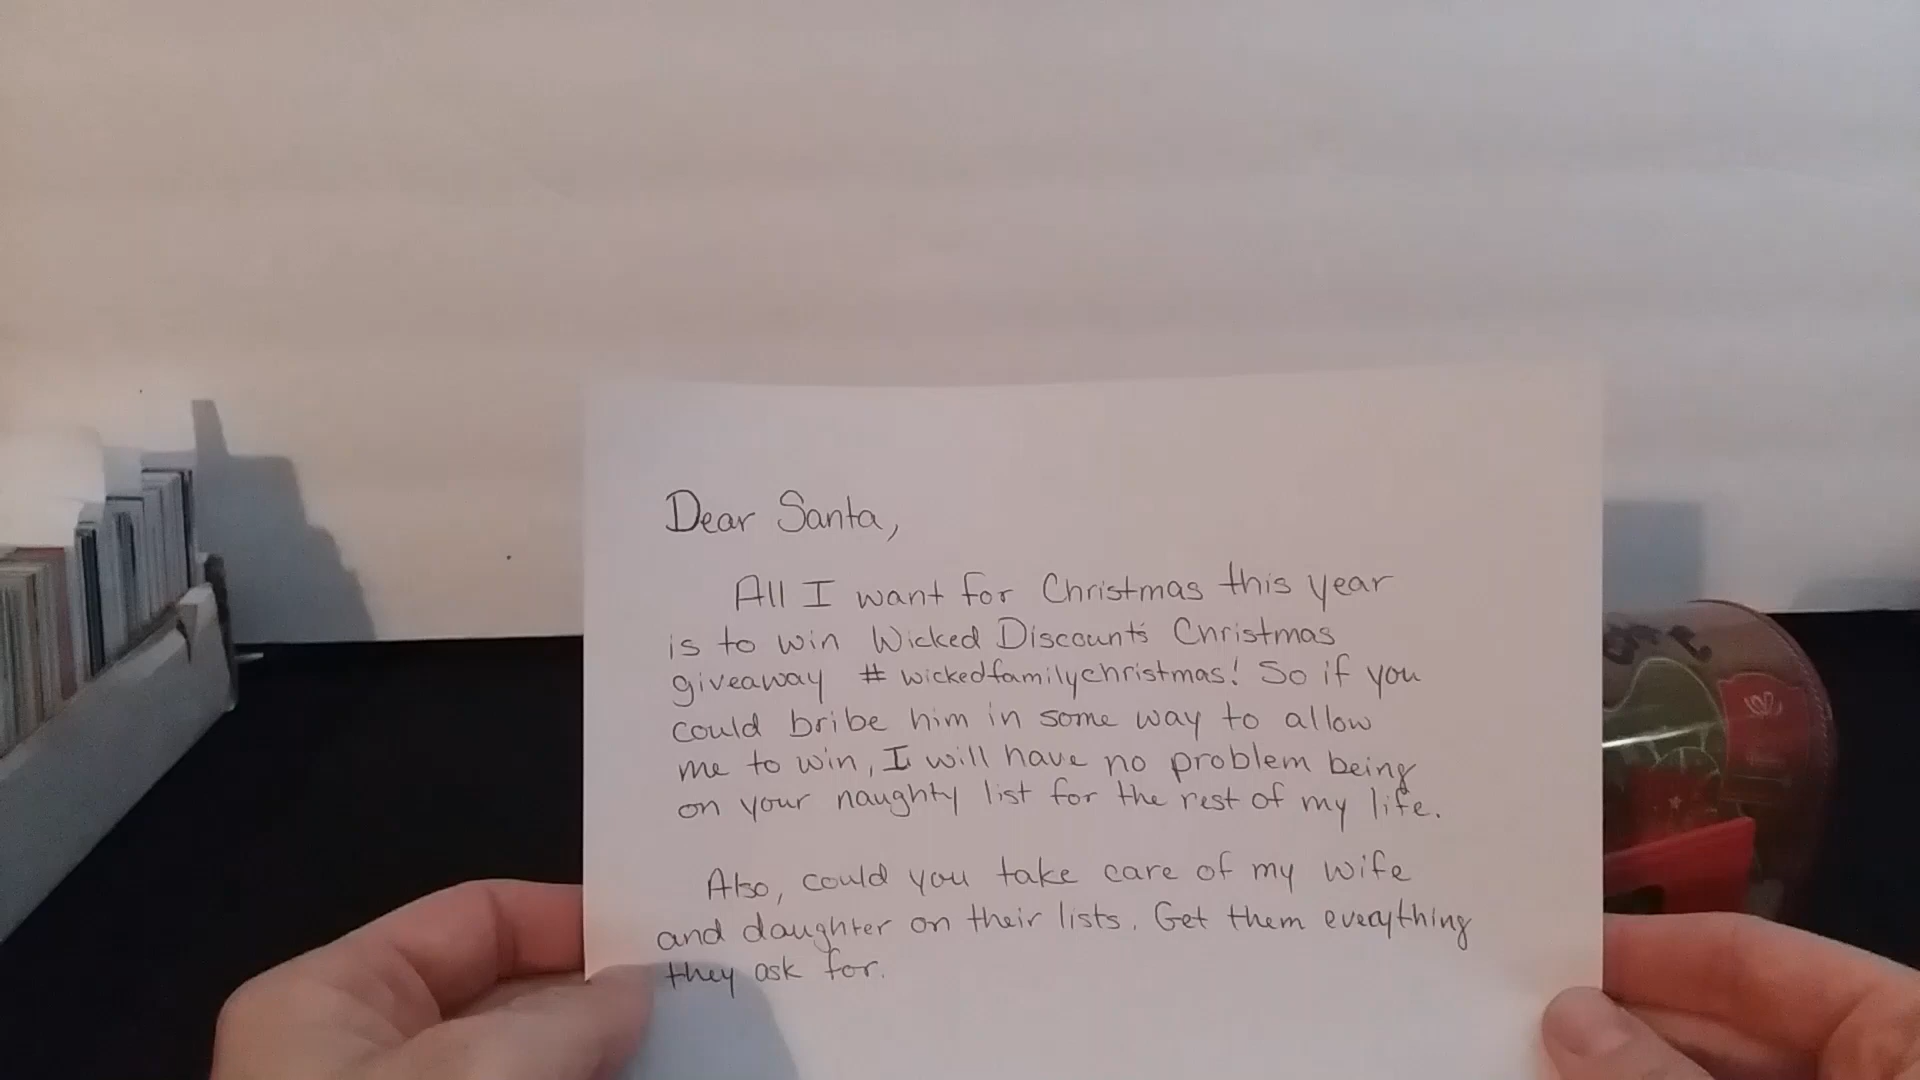 Dear Santa,
All I want for Christmas this year
is to win Wicked Discounts Christmas
giveaway #wickedfamilychristmas! So if you
could bribe him in some way to allow
me to win, I will have no problem being
on your naughty list for the rest of my life.
Also, could you take care of my wife
and daughter on their lists. Get them everything
they ask for.